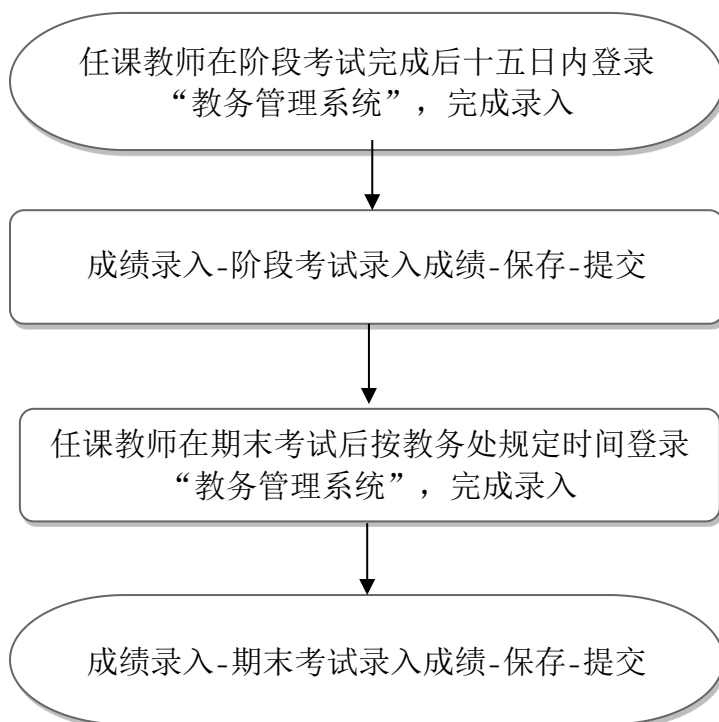 任课教师在阶段考试完成后十五日内登录
“教务管理系统”，完成录入
成绩录入-阶段考试录入成绩-保存-提交
任课教师在期末考试后按教务处规定时间登录
“教务管理系统”，完成录入
成绩录入-期末考试录入成绩-保存-提交